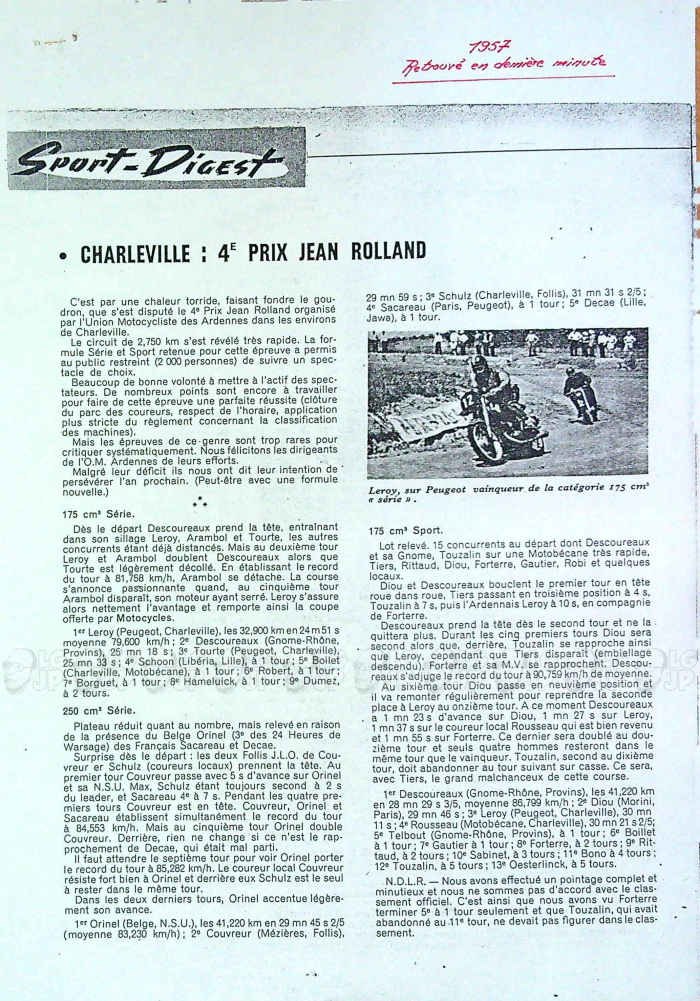 1957
Retrouvé en dernière minute
SPORT-DIGEST
• CHARLEVILLE : 4E PRIX JEAN ROLLAND
C'est par une chaleur torride, faisant fondre le gou-
dron, que s'est disputé le 4e Prix Jean Rolland organisé
par l'Union Motocycliste des Ardennes dans les environs
de Charleville.
Le circuit de 2,750 km s'est révélé très rapide. La for-
mule Série et Sport retenue pour cette épreuve a permis
au public restreint (2 000 personnes) de suivre un spec-
tacle de choix.
Beaucoup de bonne volonté à mettre à l'actif des spec-
tateurs. De nombreux points sont encore à travailler
pour faire de cette épreuve une parfaite réussite (clôture
du parc des coureurs, respect de l'horaire, application
plus stricte du règlement concernant la classification
des machines).
Mais les épreuves de ce genre sont trop rares pour
critiquer systématiquement. Nous félicitons les dirigeants
de l'O.M. Ardennes de leurs efforts.
Malgré leur déficit ils nous ont dit leur intention de
persévérer l'an prochain. (Peut-être avec une formule
nouvelle.)
175 cm³ Série.
Dès le départ Descoureaux prend la tête, entraînant
dans son sillage Leroy, Arambol et Tourte, les autres
concurrents étant déjà distancés. Mais au deuxième tour
Leroy et Arambol doublent Descoureaux alors que
Tourte est légèrement décollé. En établissant le record
du tour à 81,758 km/h, Arambol se détache. La course
s'annonce passionnante quand, au cinquième tour
Arambol disparaît, son moteur ayant serré. Leroy s'assure
alors nettement l'avantage et remporte ainsi la coupe
offerte par Motocycles.
1er Leroy (Peugeot, Charleville), les 32,900 km en 24 m 51 s
moyenne 79,600 km/h ; 2e Descoureaux (Gnome-Rhône,
Provins), 25 mn 18 s ; 3e Tourte (Peugeot, Charleville),
25 mn 33 s ; 4e Schoon (Libéria, Lille), à 1 tour ; 5e Boilet
(Charleville, Motobécane), à 1 tour ; 6e Robert, à 1 tour ;
7e Borguet, à 1 tour ; 8e Hameluick, à 1 tour ; 9e Dumez,
à 2 tours.
250 cm³ Série.
Plateau réduit quant au nombre, mais relevé en raison
de la présence du Belge Orinel (3e des 24 Heures de
Warsage) des Français Sacareau et Decae.
Surprise dès le départ : les deux Follis J.L.O. de Cou-
vreur er Schulz (coureurs locaux) prennent la tête. Au
premier tour Couvreur passe avec 5 s d'avance sur Orinel
et sa N.S.U. Max, Schulz étant toujours second à 2 s
du leader, et Sacareau 4e à 7 s. Pendant les quatre pre-
miers tours Couvreur est en tête. Couvreur, Orinel et
Sacareau établissent simultanément le record du tour
à 84,553 km/h. Mais au cinquième tour Orinel double
Couvreur. Derrière, rien ne change si ce n'est le rap-
prochement de Decae, qui était mal parti.
Il faut attendre le septième tour pour voir Orinel porter
le record du tour à 85,282 km/h. Le coureur local Couvreur
résiste fort bien à Orinel et derrière eux Schulz est le seul
à rester dans le même tour.
Dans les deux derniers tours, Orinel accentue légère-
ment son avance.
1er Orinel (Belge, N.S.U.), les 41,220 km en 29 mn 45 s 2/5
(moyenne 83,230 km/h) ; 2e Couvreur (Mézières, Follis),
29 mn 59 s ; 3e Schulz (Charleville, Follis), 31 mn 31 s 2/5 ;
4e Sacareau (Paris, Peugeot), à 1 tour ; 5e Decae (Lille,
Jawa), à 1 tour.
Leroy, sur Peugeot vainqueur de la catégorie 175 cm³
« série » .
175 cm³ Sport.
Lot relevé. 15 concurrents au départ dont Descoureaux
et sa Gnome, Touzalin sur une Motobécane très rapide,
Tiers, Rittaud, Diou, Forterre, Gautier, Robi et quelques
locaux.
Diou et Descoureaux bouclent le premier tour en tête
roue dans roue, Tiers passant en troisième position à 4 s,
Touzalin à 7 s, puis l'Ardennais Leroy à 10 s, en compagnie
de Forterre.
Descoureaux prend la tête dès le second tour et ne la
quittera plus. Durant les cinq premiers tours Diou sera
second alors que, derrière, Touzalin se rapproche ainsi
que Leroy, cependant que Tiers disparaît (embiellage
descendu). Forterre et sa M.V. se rapprochent. Descou-
reaux s'adjuge le record du tour à 90,759 km/h de moyenne.
Au sixième tour Diou passe en neuvième position et
il va remonter régulièrement pour reprendre la seconde
place à Leroy au onzième tour. A ce moment Descoureaux
a 1 mn 23 s d'avance sur Diou, 1 mn 27 s sur Leroy,
1 mn 37 s sur le coureur local Rousseau qui est bien revenu
et 1 mn 55 s sur Forterre. Ce dernier sera doublé au dou-
zième tour et seuls quatre hommes resteront dans le
même tour que le vainqueur. Touzalin, second au dixième
tour, doit abandonner au tour suivant sur casse. Ce sera,
avec Tiers, le grand malchanceux de cette course.
1er Descoureaux (Gnome-Rhône, Provins), les 41,220 km
en 28 mn 29 s 3/5, moyenne 86,799 km/h ; 2e Diou (Morini,
Paris), 29 mn 46 s ; 3e Leroy (Peugeot, Charleville), 30 mn
11 s ; 4e Rousseau (Motobécane, Charleville), 30 mn 21 s 2/5 ;
5e Telbout (Gnome-Rhône, Provins), à 1 tour ; 6e Boillet
à 1 tour ; 7e Gautier à 1 tour ; 8e Forterre, à 2 tours ; 9e Rit-
taud, à 2 tours ; 10e Sabinet, à 3 tours ; 11e Bono à 4 tours ;
12e Touzalin, à 5 tours ; 13e Oesterlinck, à 5 tours.
N.D.L.R. — Nous avons effectué un pointage complet et
minutieux et nous ne sommes pas d'accord avec le clas-
sement officiel. C'est ainsi que nous avons vu Forterre
terminer 5e à 1 tour seulement et que Touzalin, qui avait
abandonné au 11e tour, ne devait pas figurer dans le clas-
sement.